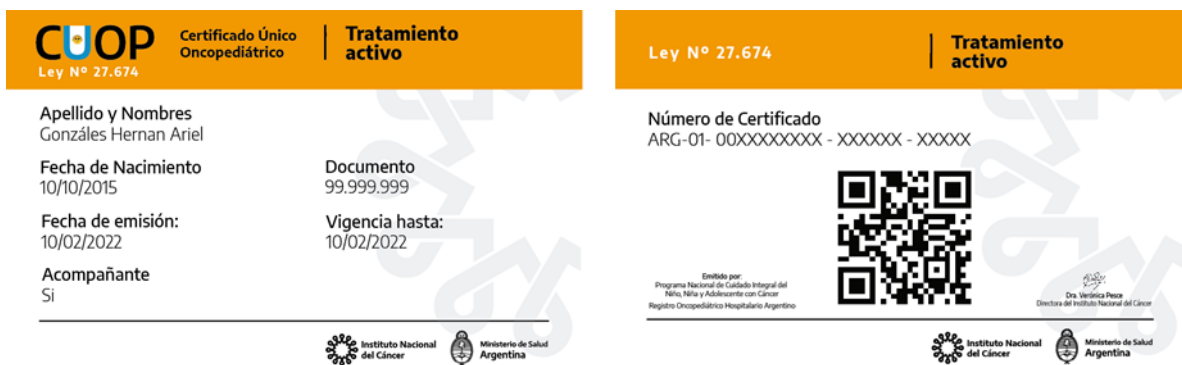 CUOP
Ley Nº 27.674
Certificado Único
Oncopediátrico
Tratamiento
activo
Apellido y Nombres
Gonzáles Hernan Ariel
Fecha de Nacimiento
10/10/2015
Documento
99.999.999
Fecha de emisión:
10/02/2022
Vigencia hasta:
10/02/2022
Acompañante
Si
Instituto Nacional
del Cáncer
Ministerio de Salud
Argentina
Ley Nº 27.674
Tratamiento
activo
Número de Certificado
ARG-01- 00XXXXXXXX - XXXXXX - XXXXX
Emitido por:
Programa Nacional de Cuidado Integral del
Niño, Niña y Adolescente con Cáncer
Registro Oncopediátrico Hospitalario Argentino
Dra. Verónica Pesce
Directora del Instituto Nacional del Cáncer
Instituto Nacional
del Cáncer
Ministerio de Salud
Argentina